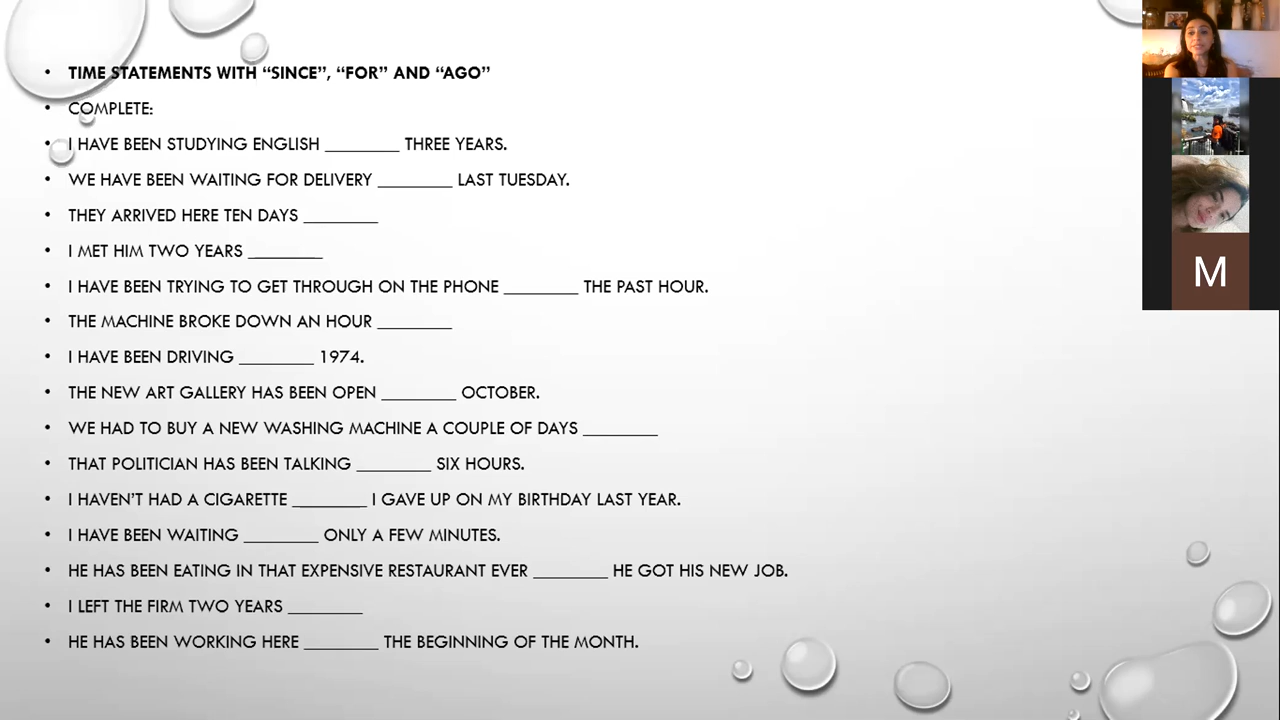 • TIME STATEMENTS WITH “SINCE”, “FOR” AND “AGO”
• COMPLETE:
• I HAVE BEEN STUDYING ENGLISH ________ THREE YEARS.
• WE HAVE BEEN WAITING FOR DELIVERY ________ LAST TUESDAY.
• THEY ARRIVED HERE TEN DAYS ________
• I MET HIM TWO YEARS ________
• I HAVE BEEN TRYING TO GET THROUGH ON THE PHONE ________ THE PAST HOUR.
• THE MACHINE BROKE DOWN AN HOUR ________
• I HAVE BEEN DRIVING ________ 1974.
• THE NEW ART GALLERY HAS BEEN OPEN ________ OCTOBER.
• WE HAD TO BUY A NEW WASHING MACHINE A COUPLE OF DAYS ________
• THAT POLITICIAN HAS BEEN TALKING ________ SIX HOURS.
• I HAVEN’T HAD A CIGARETTE ________ I GAVE UP ON MY BIRTHDAY LAST YEAR.
• I HAVE BEEN WAITING ________ ONLY A FEW MINUTES.
• HE HAS BEEN EATING IN THAT EXPENSIVE RESTAURANT EVER ________ HE GOT HIS NEW JOB.
• I LEFT THE FIRM TWO YEARS ________
• HE HAS BEEN WORKING HERE ________ THE BEGINNING OF THE MONTH.
M